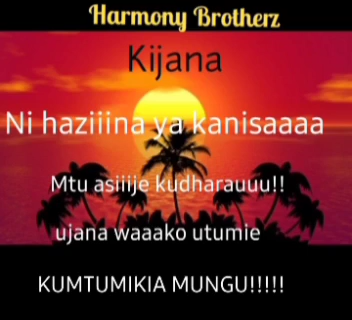 Harmony Brotherz
Kijana
Ni haziiina ya kanisaaaa
Mtu asiiije kudharauuu!!
ujana waaako utumie
KUMTUMIKIA MUNGU!!!!!